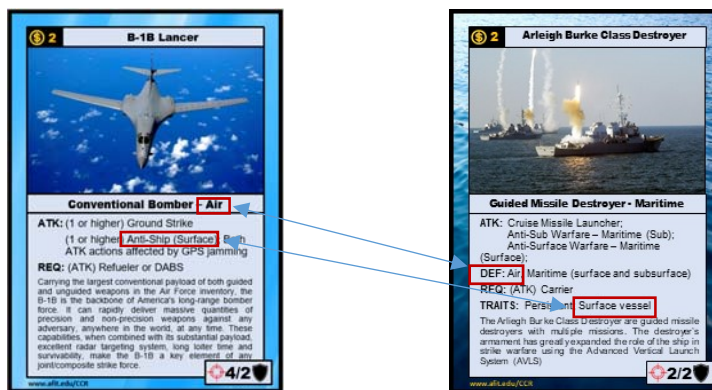 $ 2 B-1B Lancer
Conventional Bomber - Air
ATK: (1 or higher) Ground Strike
(1 or higher) Anti-Ship (Surface); Both
ATK actions affected by GPS jamming
REQ: (ATK) Refueler or DABS
Carrying the largest conventional payload of both guided
and unguided weapons in the Air Force inventory, the
B-1B is the backbone of America's long-range bomber
force. It can rapidly deliver massive quantities of
precision and non-precision weapons against any
adversary, anywhere in the world, at any time. These
capabilities, when combined with its substantial payload,
excellent radar targeting system, long loiter time and
survivability, make the B-1B a key element of any
joint/composite strike force.
4/2
www.afit.edu/CCR
$ 2 Arleigh Burke Class Destroyer
Guided Missile Destroyer - Maritime
ATK: Cruise Missile Launcher;
Anti-Sub Warfare – Maritime (Sub);
Anti-Surface Warfare – Maritime
(Surface);
DEF: Air, Maritime (surface and subsurface)
REQ: (ATK) Carrier
TRAITS: Persistent, Surface vessel
The Arliegh Burke Class Destroyer are guided missile
destroyers with multiple missions. The destroyer's
armament has greatly expanded the role of the ship in
strike warfare using the Advanced Vertical Launch
System (AVLS)
2/2
www.afit.edu/CCR